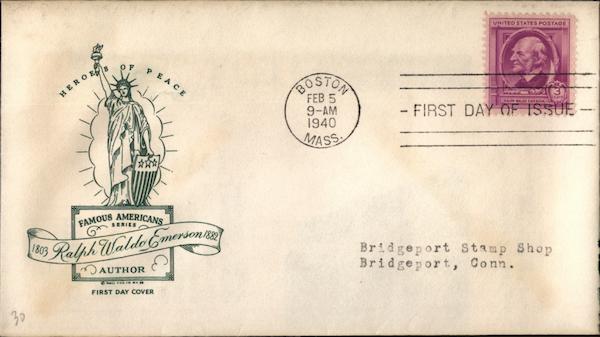 HEROES OF PEACE
FAMOUS AMERICANS
SERIES
1803 Ralph Waldo Emerson 1882
AUTHOR
FIRST DAY COVER
BOSTON
FEB 5
9-AM
1940
MASS.
UNITED STATES POSTAGE
3
FIRST DAY OF ISSUE
Bridgeport Stamp Shop
Bridgeport, Conn.
30